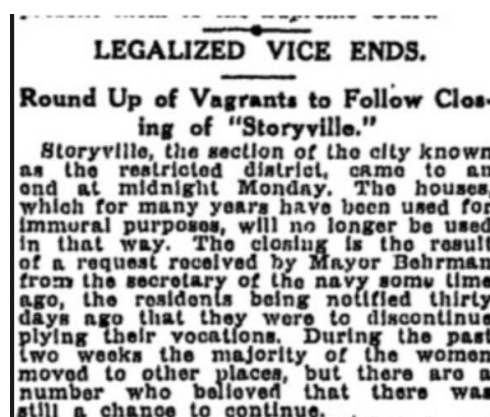 LEGALIZED VICE ENDS.
Round Up of Vagrants to Follow Clos-
ing of "Storyville."
Storyville, the section of the city known
as the restricted district, came to an
end at midnight Monday. The houses,
which for many years have been used for
immoral purposes, will no longer be used
in that way. The closing is the result
of a request received by Mayor Behrman
from the secretary of the navy some time
ago, the residents being notified thirty
days ago that they were to discontinue
plying their vocations. During the past
two weeks the majority of the women
moved to other places, but there are a
number who believed that there was
still a chance to continue.